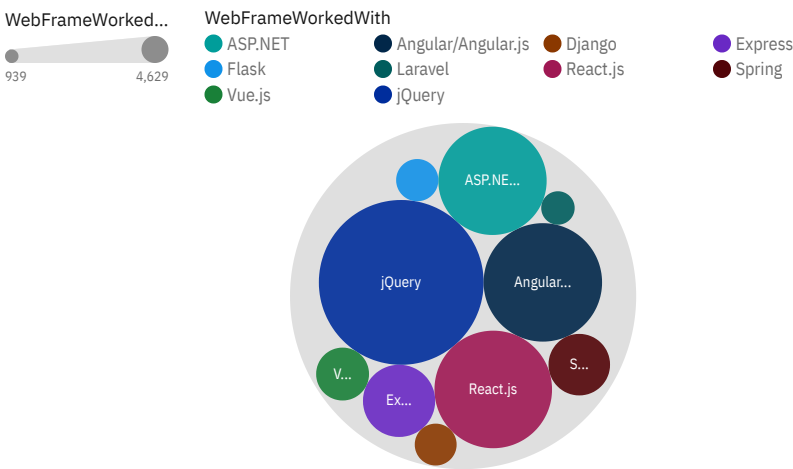 WebFrameWorked...
939
4,629
WebFrameWorkedWith
ASP.NET
Angular/Angular.js
Django
Express
Flask
Laravel
React.js
Spring
Vue.js
jQuery
ASP.NE...
jQuery
Angular...
V...
Ex...
React.js
S...